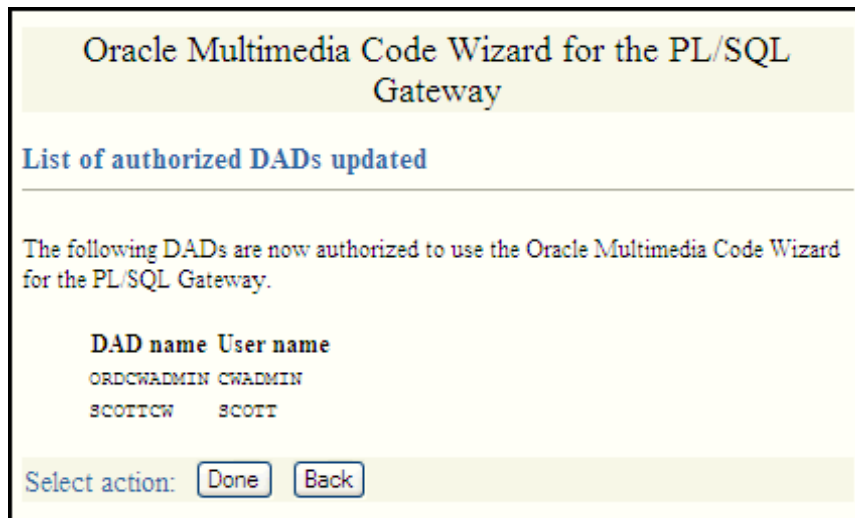 Oracle Multimedia Code Wizard for the PL/SQL
Gateway
List of authorized DADs updated
The following DADs are now authorized to use the Oracle Multimedia Code Wizard
for the PL/SQL Gateway.
DAD name User name
ORDCWADMIN CWADMIN
SCOTTCW SCOTT
Select action: Done Back